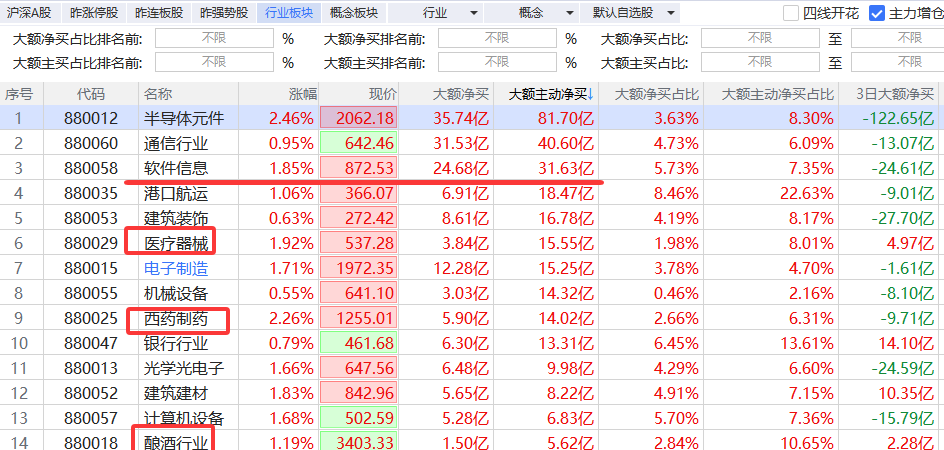 沪深A股 昨涨停股 昨连板股 昨强势股 行业板块 概念板块 行业 概念 默认自选股 四线开花 主力增仓
大额净买占比排名前: 不限 % 大额净买排名前: 不限 % 大额净买占比: 不限 至 不限
大额主买占比排名前: 不限 % 大额主买排名前: 不限 % 大额主买占比: 不限 至 不限
序号 代码 名称 涨幅 现价 大额净买 大额主动净买↓ 大额净买占比 大额主动净买占比 3日大额净买
1 880012 半导体元件 2.46% 2062.18 35.74亿 81.70亿 3.63% 8.30% -122.65亿
2 880060 通信行业 0.95% 642.46 31.53亿 40.60亿 4.73% 6.09% -13.07亿
3 880058 软件信息 1.85% 872.53 24.68亿 31.63亿 5.73% 7.35% -24.61亿
4 880035 港口航运 1.06% 366.07 6.91亿 18.47亿 8.46% 22.63% -9.01亿
5 880053 建筑装饰 0.63% 272.42 8.61亿 16.78亿 4.19% 8.17% -27.70亿
6 880029 医疗器械 1.92% 537.28 3.84亿 15.55亿 1.98% 8.01% 4.97亿
7 880015 电子制造 1.71% 1972.35 12.28亿 15.25亿 3.78% 4.70% -1.61亿
8 880055 机械设备 0.55% 641.10 3.03亿 14.32亿 0.46% 2.16% -8.10亿
9 880025 西药制药 2.26% 1255.01 5.90亿 14.02亿 2.66% 6.31% -9.71亿
10 880047 银行行业 0.79% 461.68 6.30亿 13.31亿 6.45% 13.61% 14.10亿
11 880013 光学光电子 1.66% 647.56 6.48亿 9.98亿 4.29% 6.60% -24.59亿
12 880052 建筑建材 1.83% 842.96 5.65亿 8.22亿 4.91% 7.15% 10.35亿
13 880057 计算机设备 1.68% 502.59 5.28亿 6.83亿 5.70% 7.36% -15.79亿
14 880018 酿酒行业 1.19% 3403.33 1.50亿 5.62亿 2.84% 10.65% 2.28亿